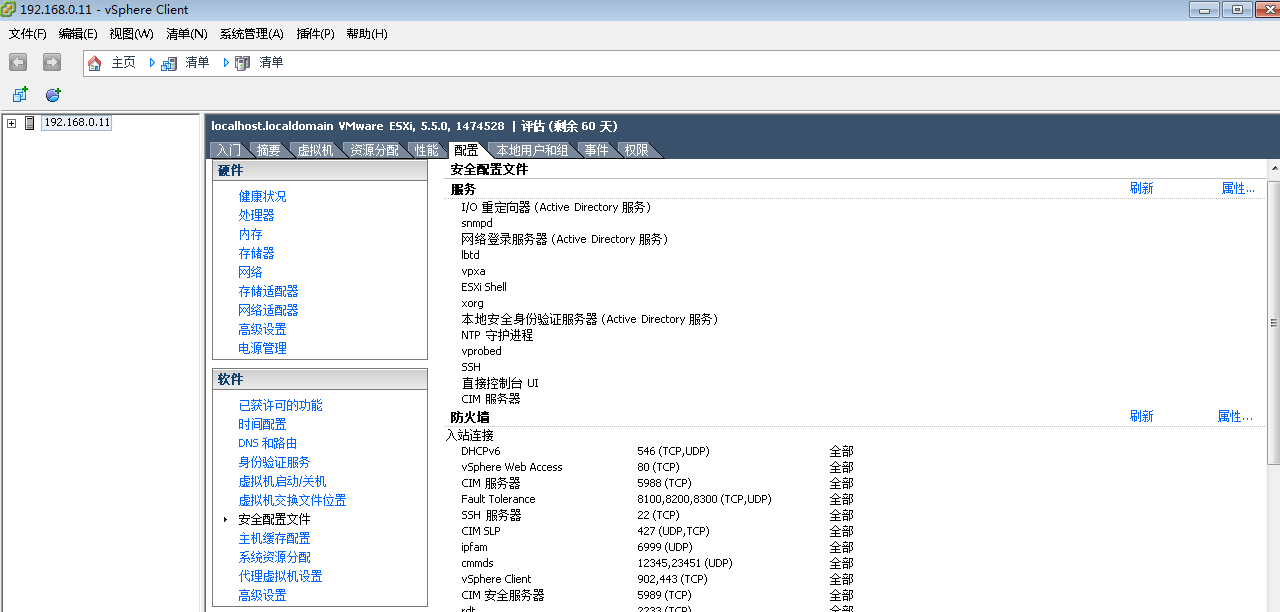 192.168.0.11 - vSphere Client
文件(F) 编辑(E) 视图(W) 清单(N) 系统管理(A) 插件(P) 帮助(H)
主页 清单 清单
192.168.0.11
localhost.localdomain VMware ESXi, 5.5.0, 1474528 | 评估 (剩余 60 天)
入门 摘要 虚拟机 资源分配 性能 配置 本地用户和组 事件 权限
硬件
健康状况
处理器
内存
存储器
网络
存储适配器
网络适配器
高级设置
电源管理
软件
已获许可的功能
时间配置
DNS 和路由
身份验证服务
虚拟机启动/关机
虚拟机交换文件位置
安全配置文件
主机缓存配置
系统资源分配
代理虚拟机设置
高级设置
安全配置文件
服务 刷新 属性...
I/O 重定向器 (Active Directory 服务)
snmpd
网络登录服务器 (Active Directory 服务)
lbtd
vpxa
ESXi Shell
xorg
本地安全身份验证服务器 (Active Directory 服务)
NTP 守护进程
vprobed
SSH
直接控制台 UI
CIM 服务器
防火墙 刷新 属性...
入站连接
DHCPv6 546 (TCP,UDP) 全部
vSphere Web Access 80 (TCP) 全部
CIM 服务器 5988 (TCP) 全部
Fault Tolerance 8100,8200,8300 (TCP,UDP) 全部
SSH 服务器 22 (TCP) 全部
CIM SLP 427 (UDP,TCP) 全部
ipfam 6999 (UDP) 全部
cmmds 12345,23451 (UDP) 全部
vSphere Client 902,443 (TCP) 全部
CIM 安全服务器 5989 (TCP) 全部
rdt 2233 (TCP) 全部